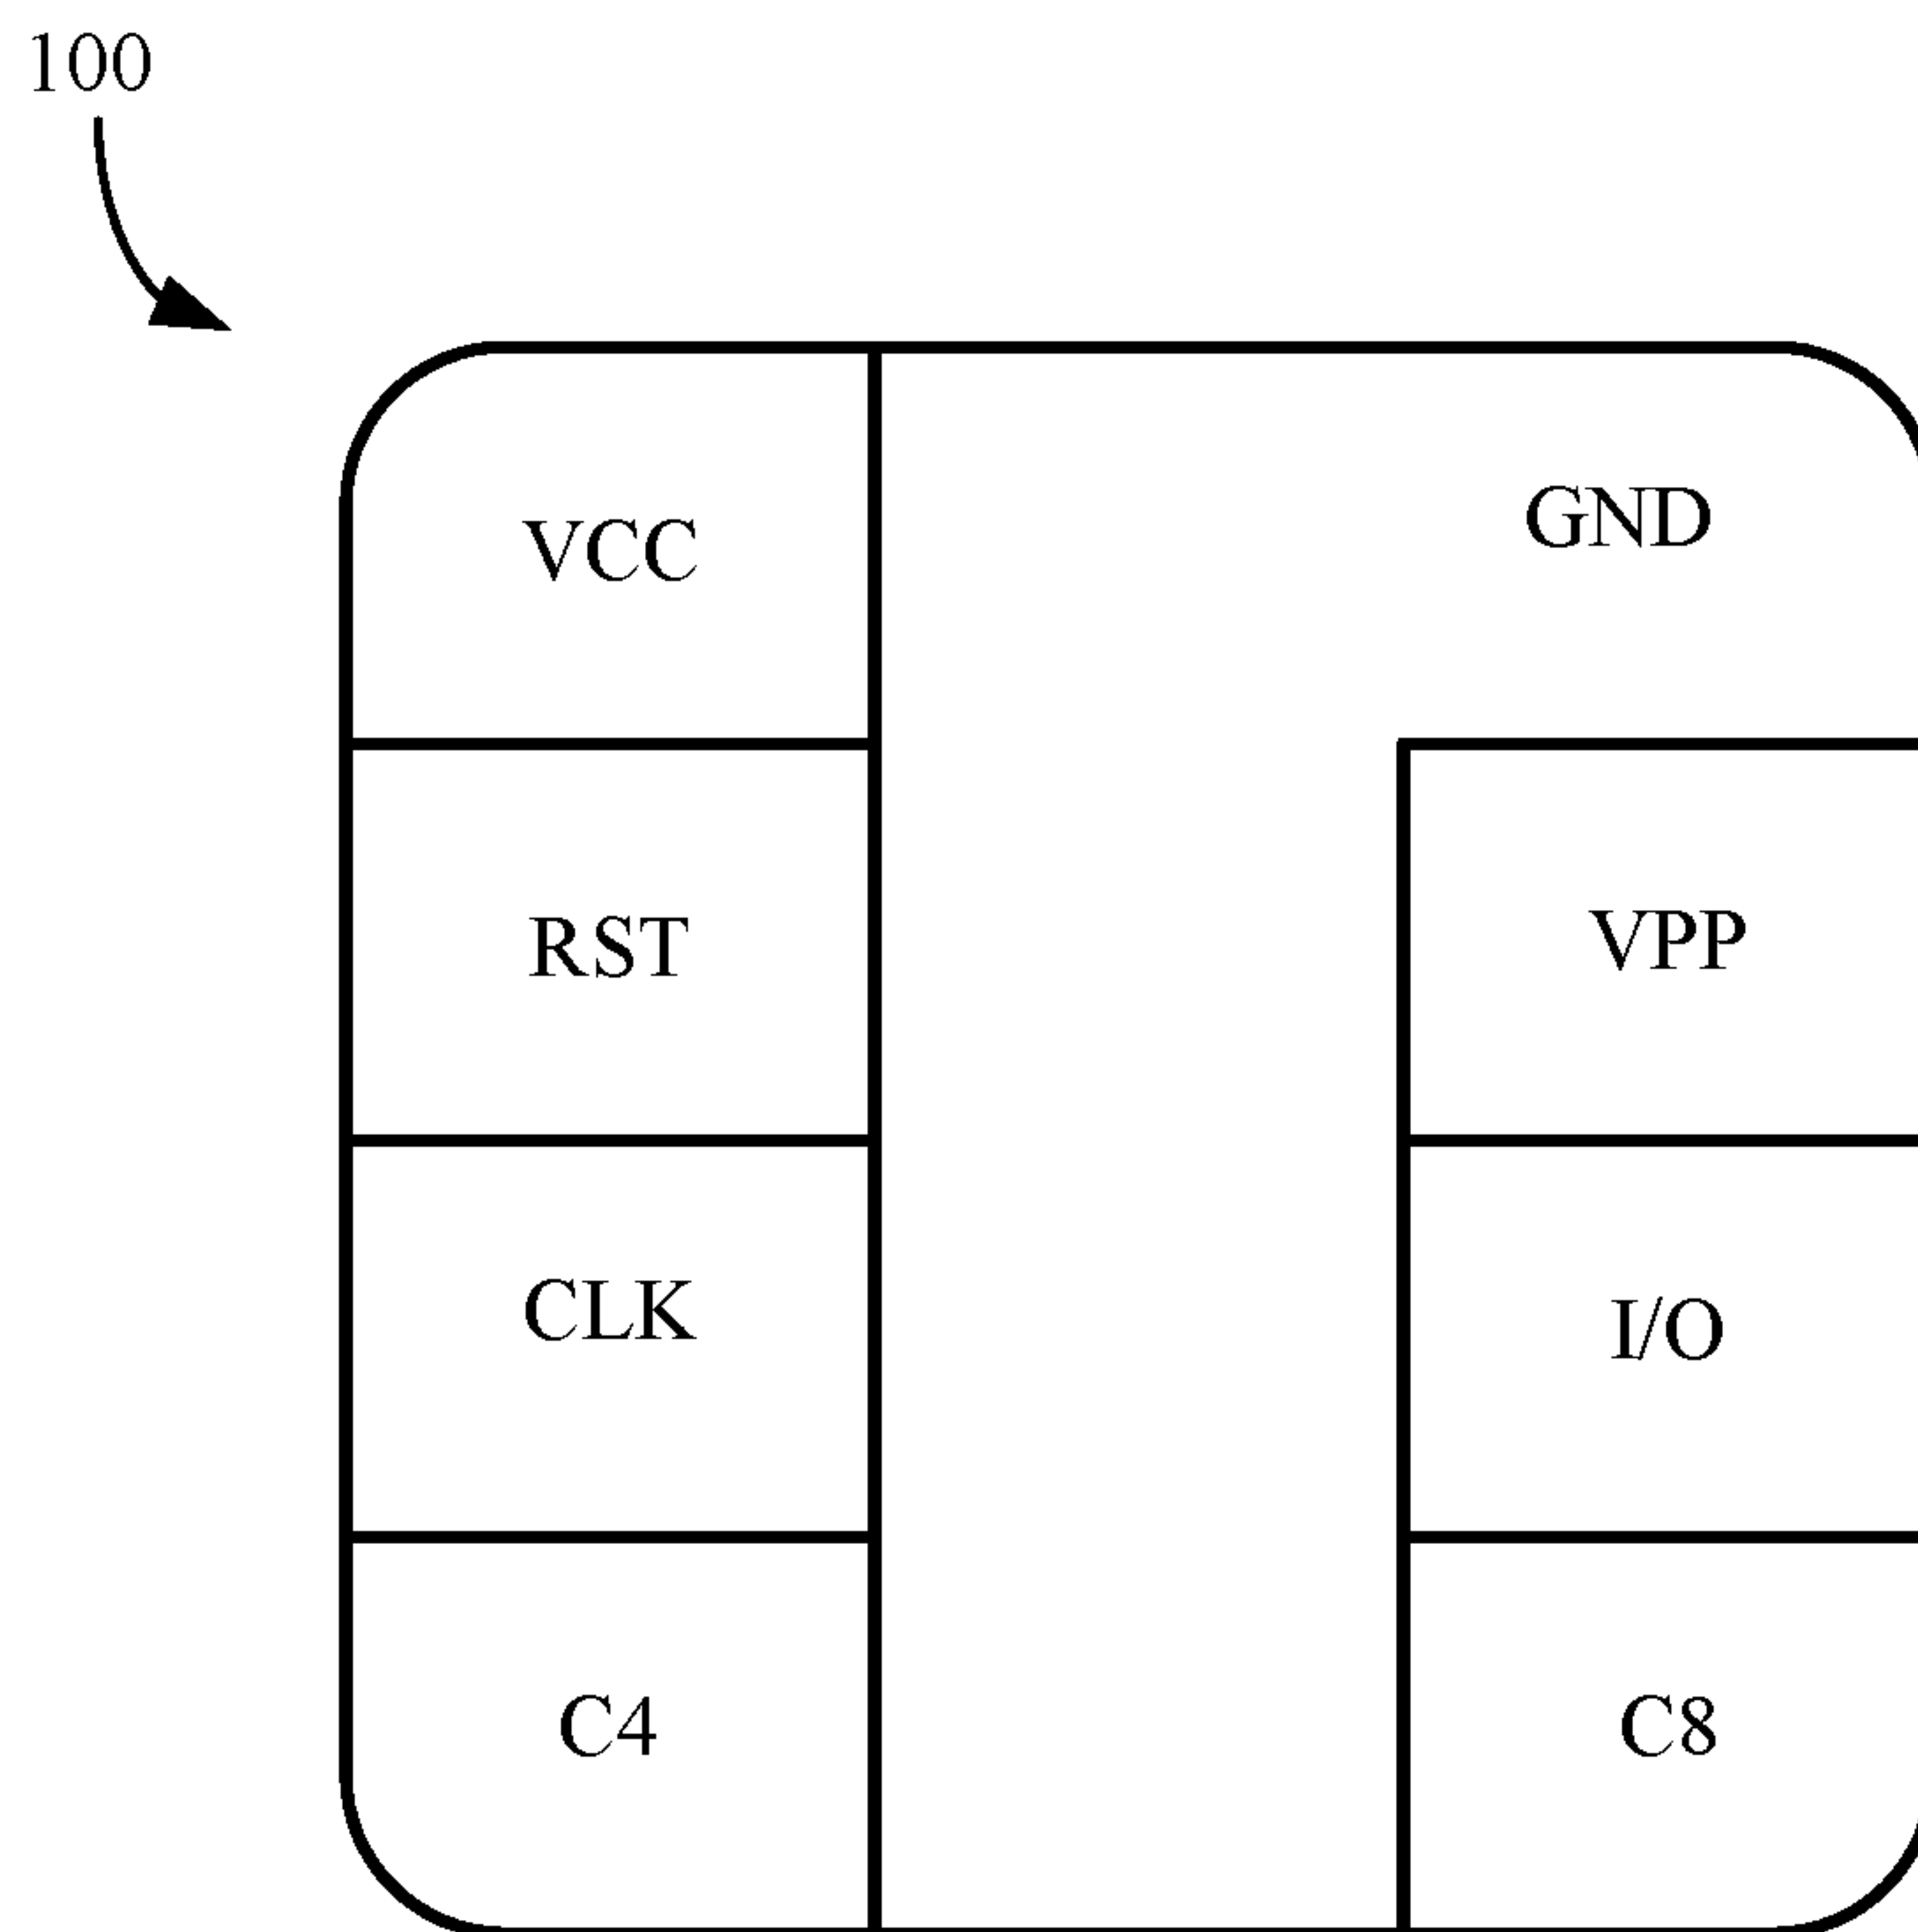 100
VCC
GND
RST
VPP
CLK
I/O
C4
C8